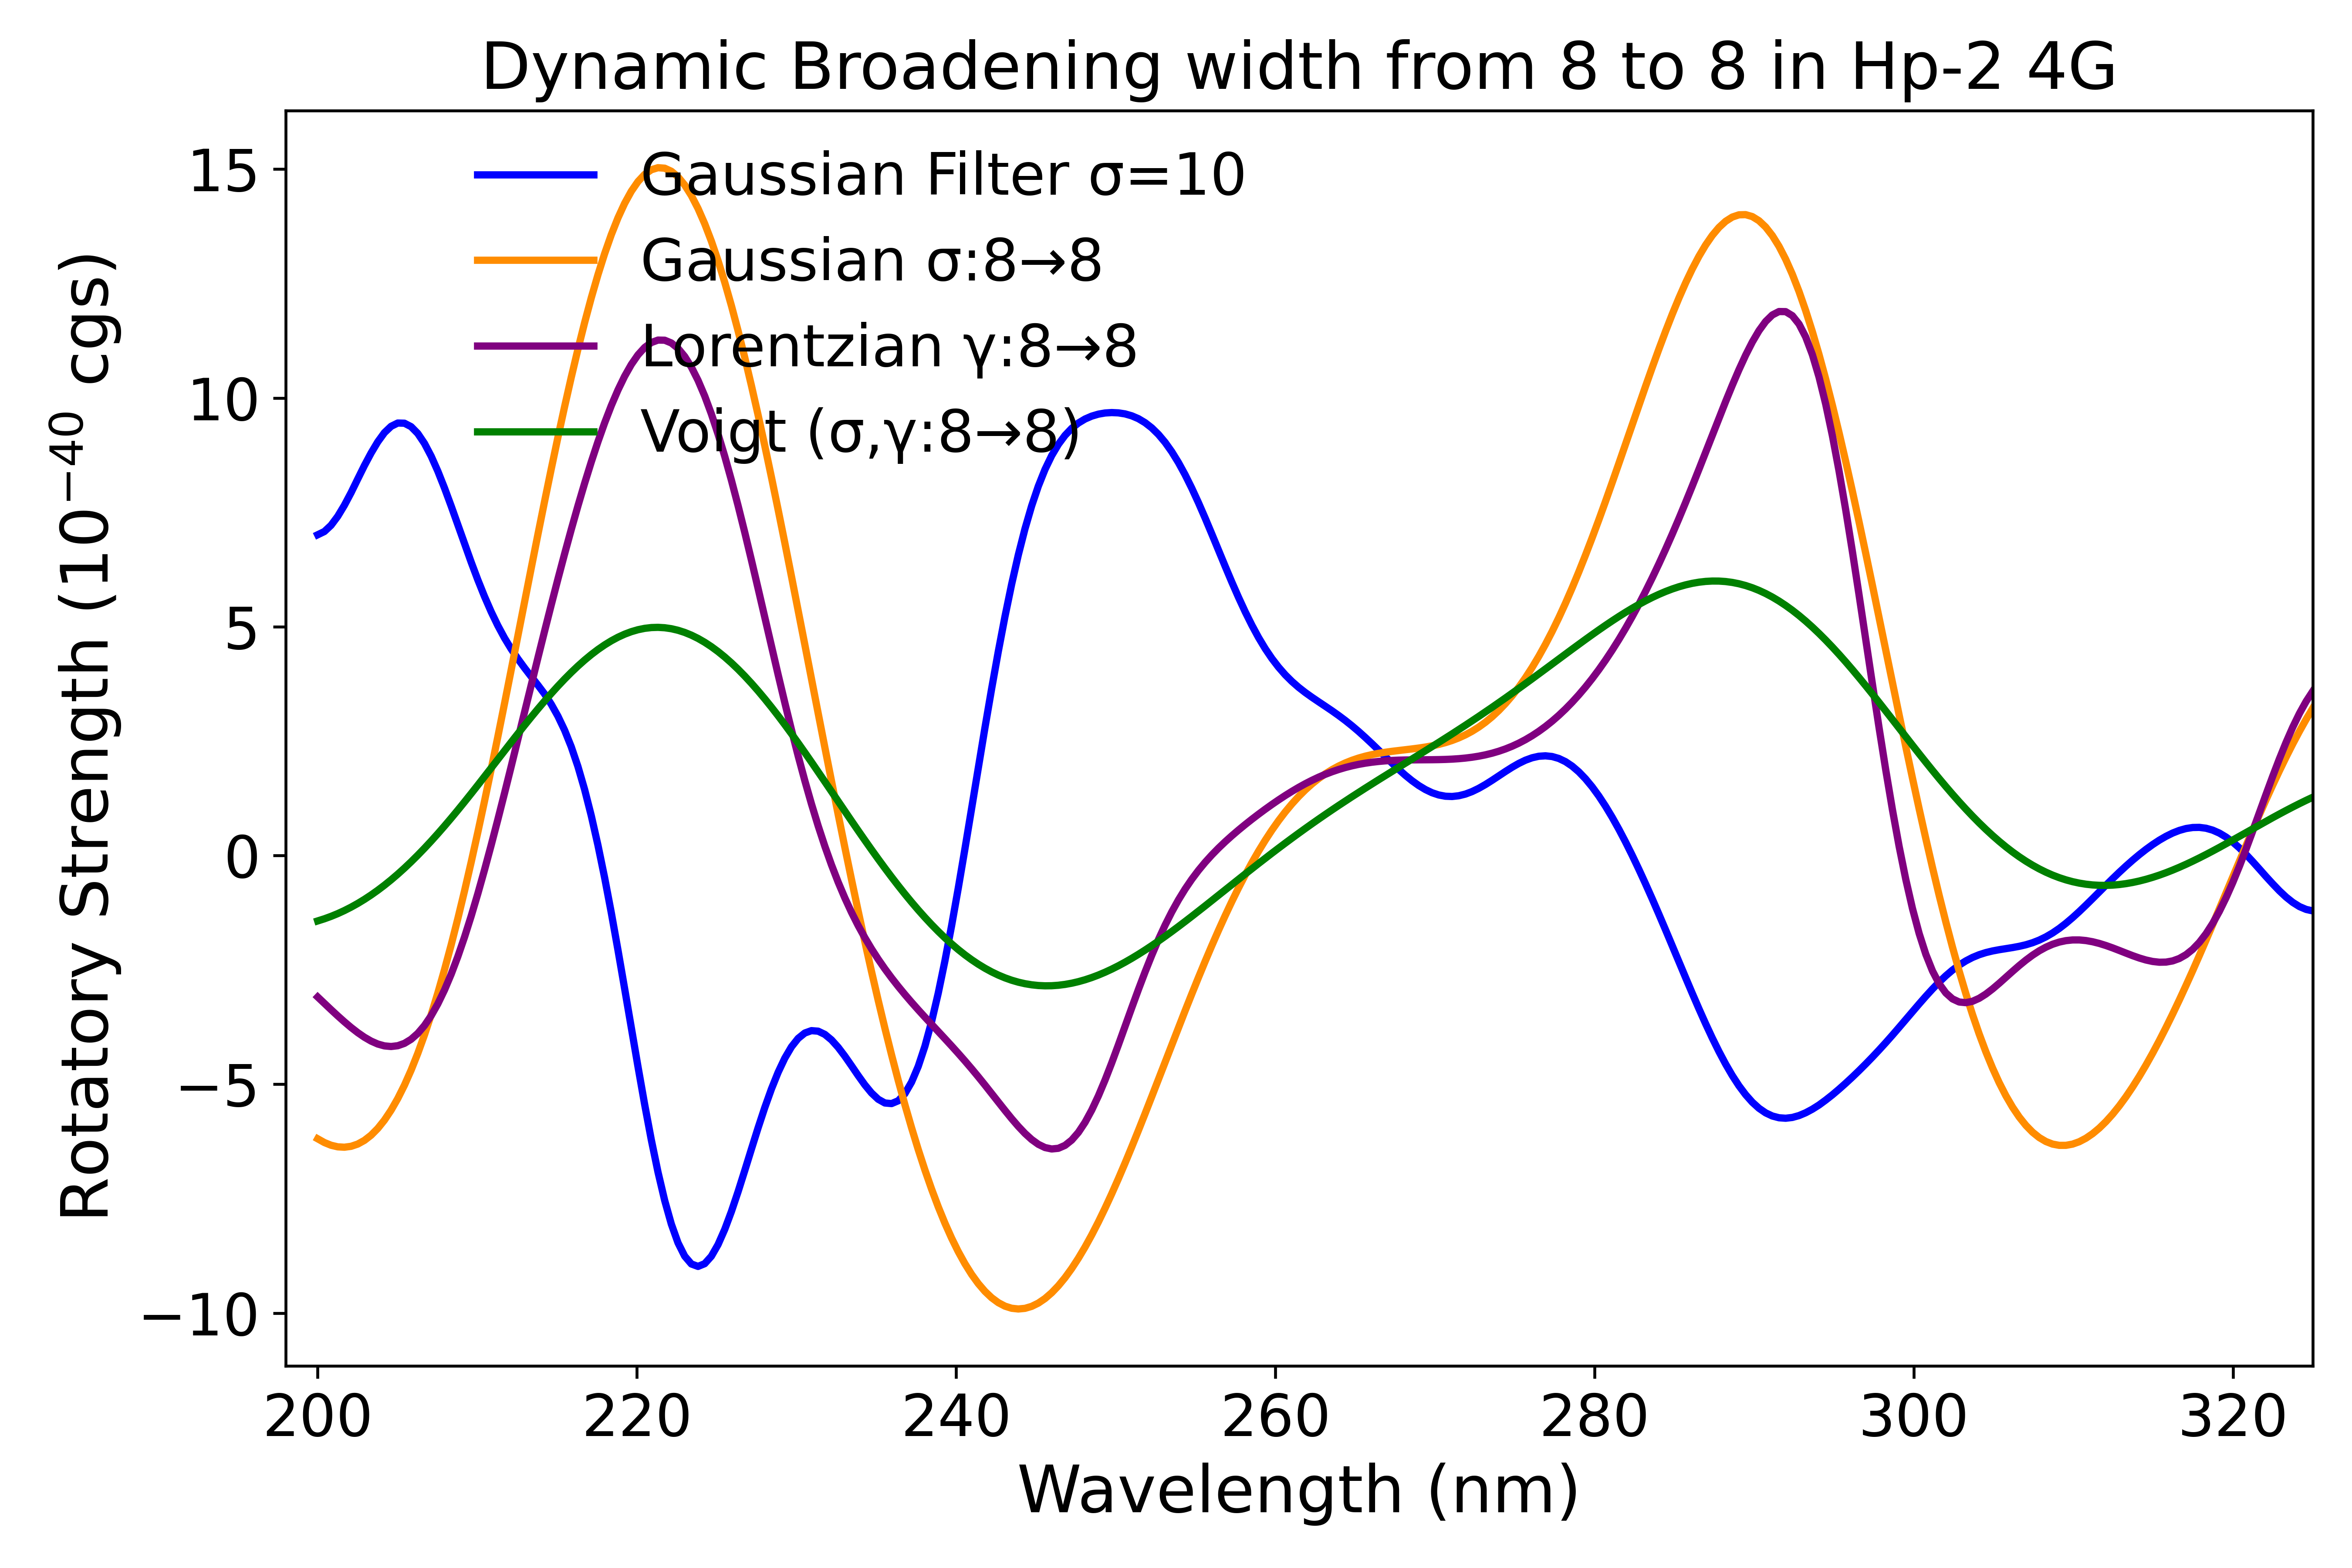 Dynamic Broadening width from 8 to 8 in Hp-2 4G
Gaussian Filter σ=10
Gaussian σ:8→8
Lorentzian γ:8→8
Voigt (σ,γ:8→8)
Rotatory Strength (10⁻⁴⁰ cgs)
15
10
5
0
−5
−10
200 220 240 260 280 300 320
Wavelength (nm)